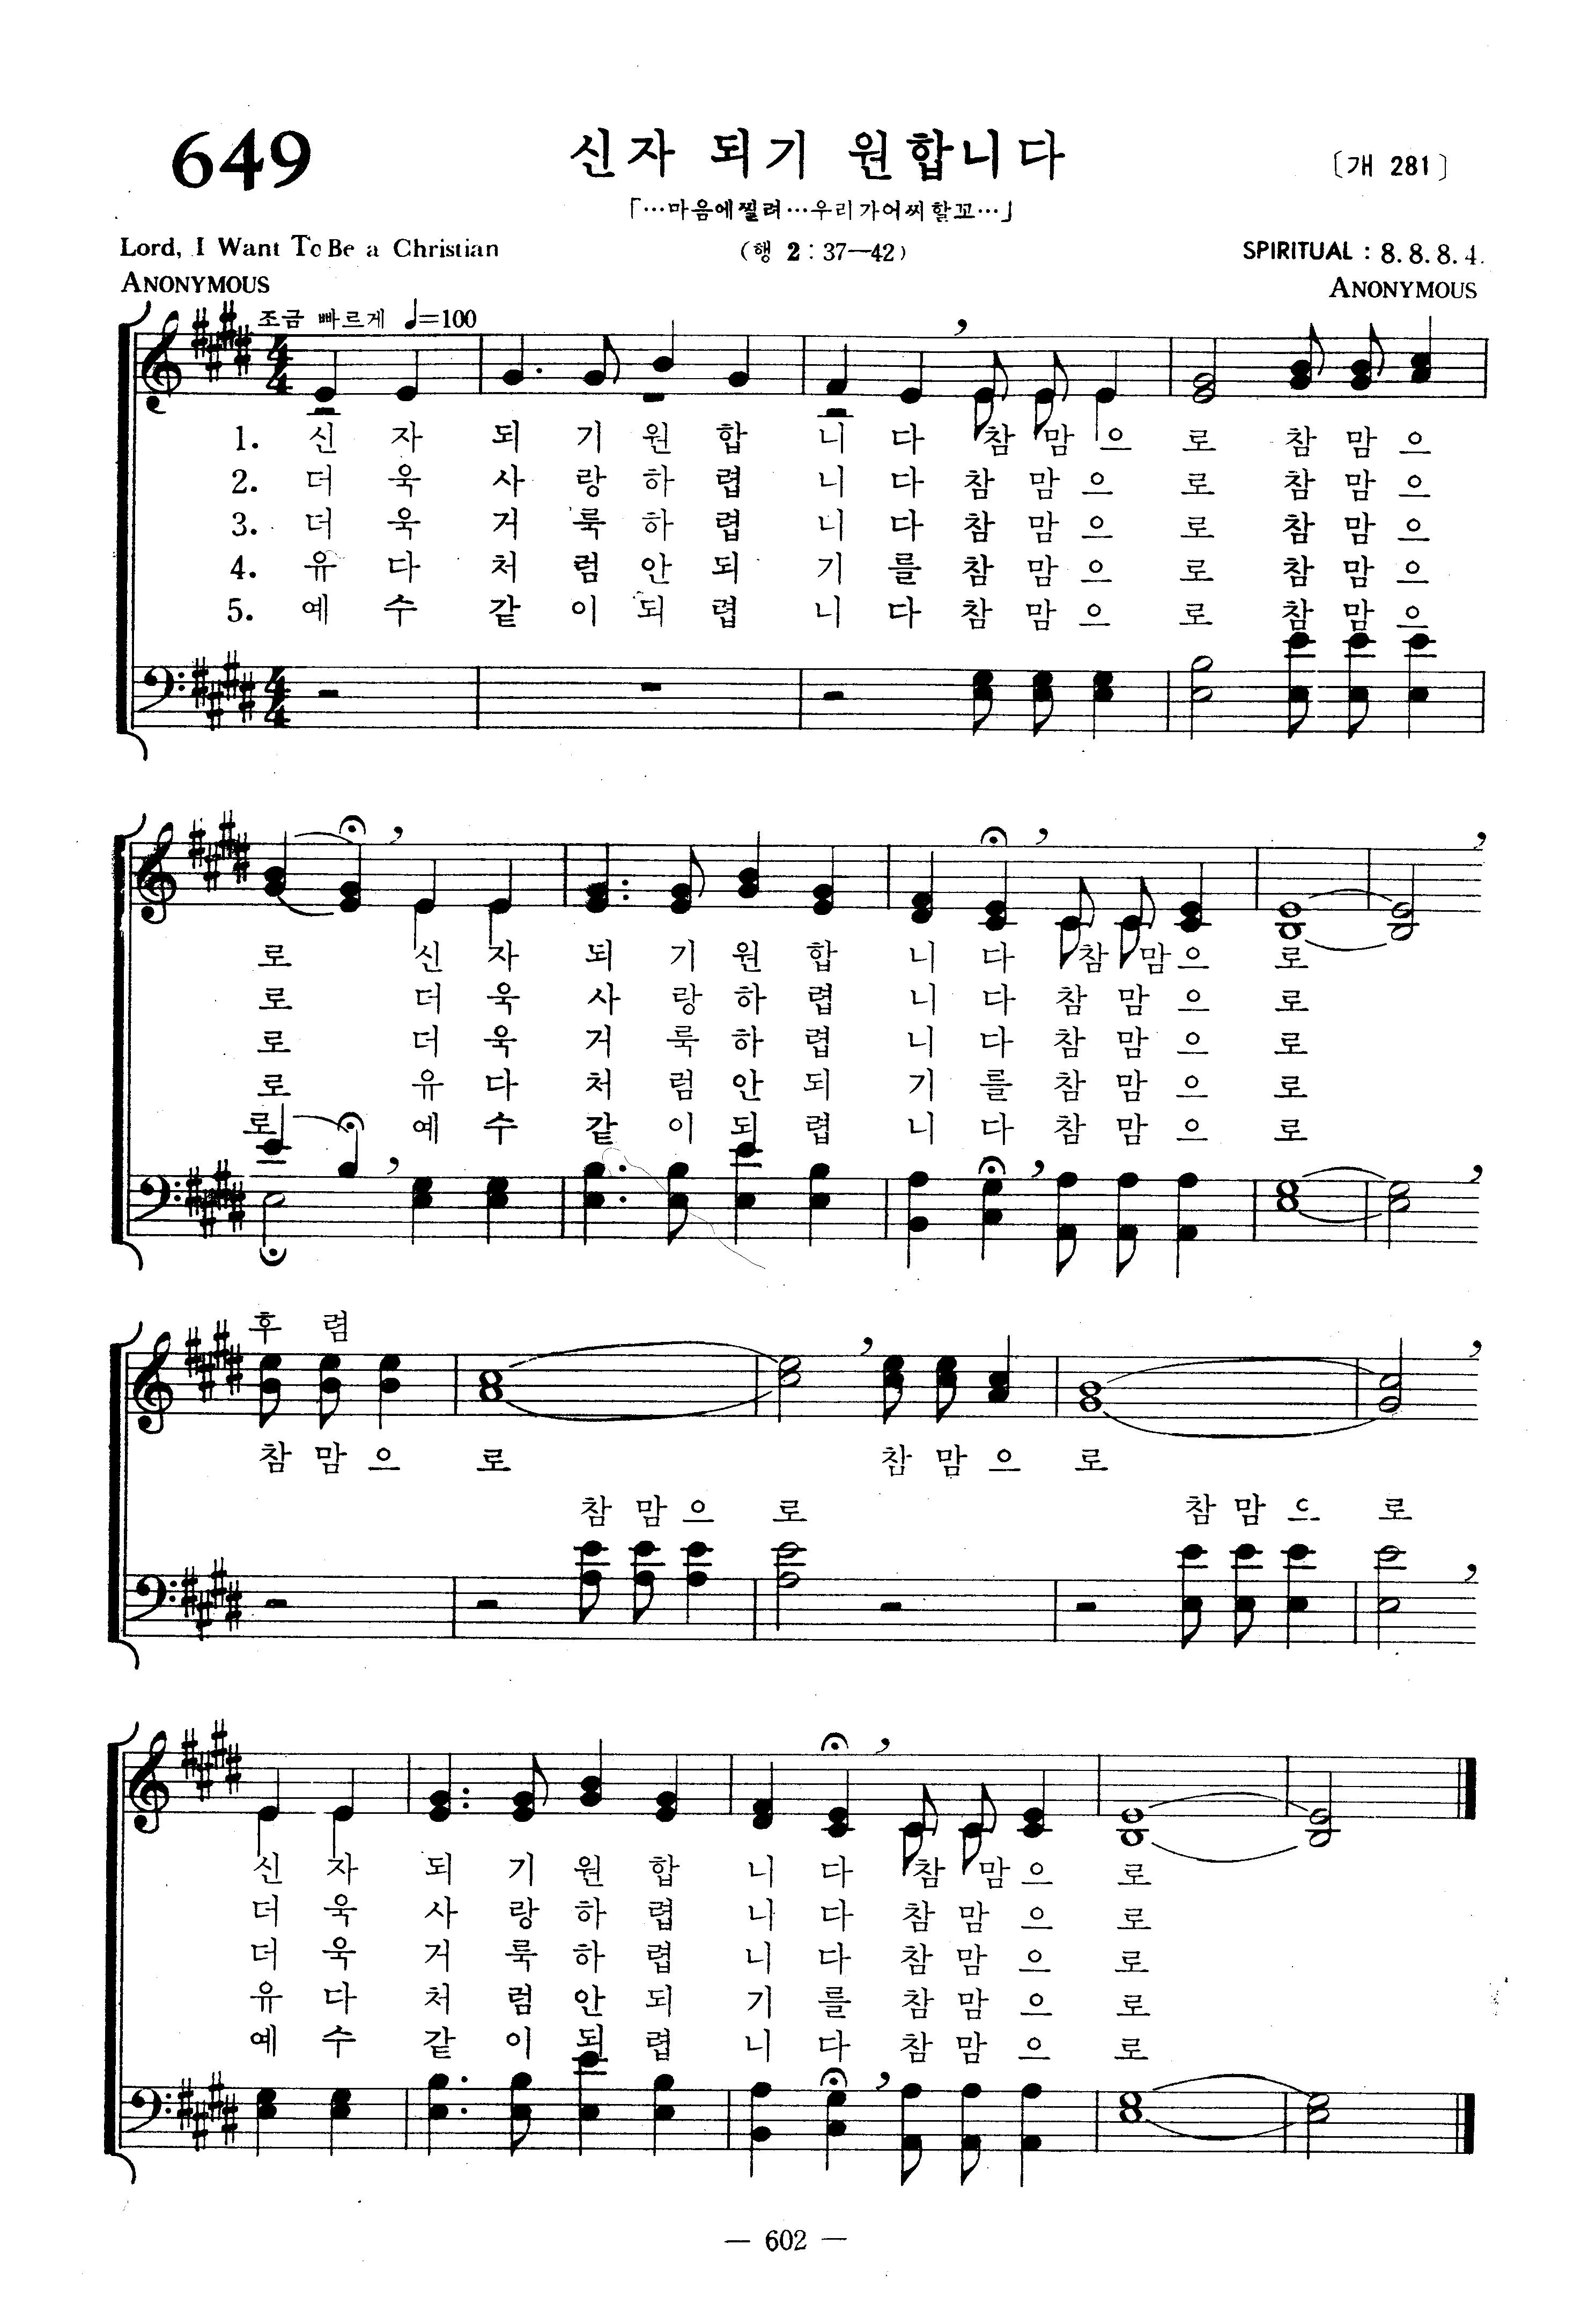 649
신자 되기 원합니다
〔개 281〕
「…마음에찔려…우리가어찌할꼬…」
Lord, I Want To Be a Christian
(행 2 : 37—42)
SPIRITUAL : 8. 8. 8. 4.
ANONYMOUS
ANONYMOUS
조금 빠르게 ♩=100
1. 신 자 되 기 원 합 니 다 참 맘 으 로 참 맘 으
2. 더 욱 사 랑 하 렵 니 다 참 맘 으 로 참 맘 으
3. 더 욱 거 룩 하 렵 니 다 참 맘 으 로 참 맘 으
4. 유 다 처 럼 안 되 기 를 참 맘 으 로 참 맘 으
5. 예 수 같 이 되 렵 니 다 참 맘 으 로 참 맘 으
로 신 자 되 기 원 합 니 다 참 맘 으 로
로 더 욱 사 랑 하 렵 니 다 참 맘 으 로
로 더 욱 거 룩 하 렵 니 다 참 맘 으 로
로 유 다 처 럼 안 되 기 를 참 맘 으 로
로 예 수 같 이 되 렵 니 다 참 맘 으 로
후 렴
참 맘 으 로 참 맘 으 로
참 맘 으 로 참 맘 으 로
신 자 되 기 원 합 니 다 참 맘 으 로
더 욱 사 랑 하 렵 니 다 참 맘 으 로
더 욱 거 룩 하 렵 니 다 참 맘 으 로
유 다 처 럼 안 되 기 를 참 맘 으 로
예 수 같 이 되 렵 니 다 참 맘 으 로
— 602 —